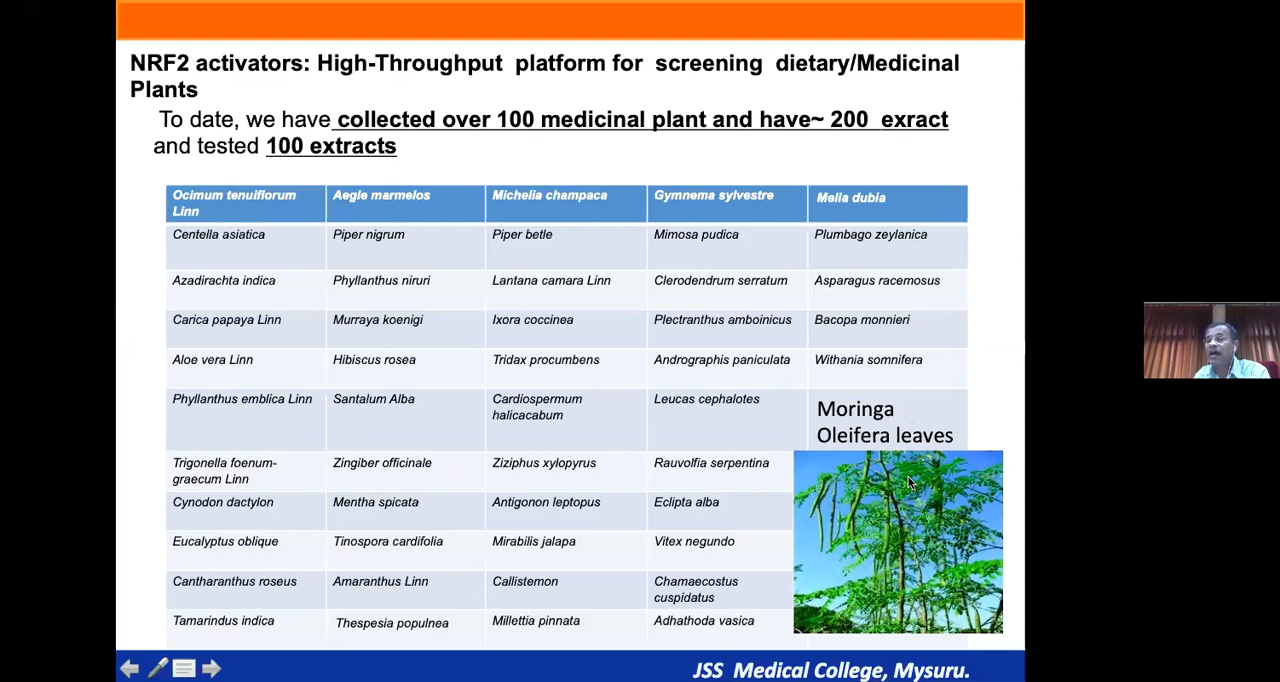 NRF2 activators: High-Throughput platform for screening dietary/Medicinal
Plants
To date, we have collected over 100 medicinal plant and have~ 200 exract
and tested 100 extracts
Ocimum tenuiflorum
Linn
Aegle marmelos
Michelia champaca
Gymnema sylvestre
Melia dubia
Centella asiatica
Piper nigrum
Piper betle
Mimosa pudica
Plumbago zeylanica
Azadirachta indica
Phyllanthus niruri
Lantana camara Linn
Clerodendrum serratum
Asparagus racemosus
Carica papaya Linn
Murraya koenigi
Ixora coccinea
Plectranthus amboinicus
Bacopa monnieri
Aloe vera Linn
Hibiscus rosea
Tridax procumbens
Andrographis paniculata
Withania somnifera
Phyllanthus emblica Linn
Santalum Alba
Cardiospermum
halicacabum
Leucas cephalotes
Moringa
Oleifera leaves
Trigonella foenum-
graecum Linn
Zingiber officinale
Ziziphus xylopyrus
Rauvolfia serpentina
Cynodon dactylon
Mentha spicata
Antigonon leptopus
Eclipta alba
Eucalyptus oblique
Tinospora cardifolia
Mirabilis jalapa
Vitex negundo
Cantharanthus roseus
Amaranthus Linn
Callistemon
Chamaecostus
cuspidatus
Tamarindus indica
Thespesia populnea
Millettia pinnata
Adhathoda vasica
JSS Medical College, Mysuru.